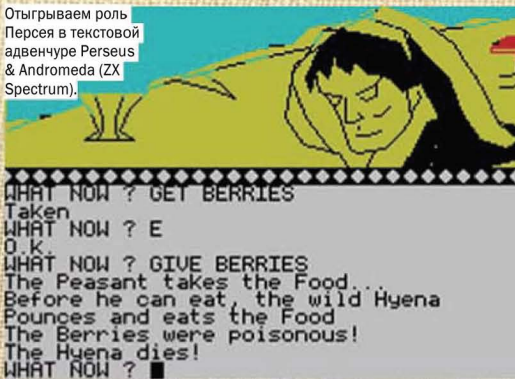 Отыгрываем роль
Персея в текстовой
адвенчуре Perseus
& Andromeda (ZX
Spectrum).
WHAT NOW ? GET BERRIES
Taken
WHAT NOW ? E
O.K.
WHAT NOW ? GIVE BERRIES
The Peasant takes the Food...
Before he can eat, the wild Hyena
Pounces and eats the Food
The Berries were poisonous!
The Hyena dies!
WHAT NOW ?